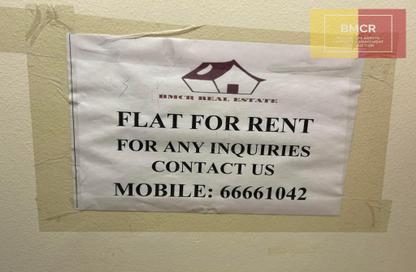 BMCR
BMCR REAL ESTATE
FLAT FOR RENT
FOR ANY INQUIRIES
CONTACT US
MOBILE: 66661042